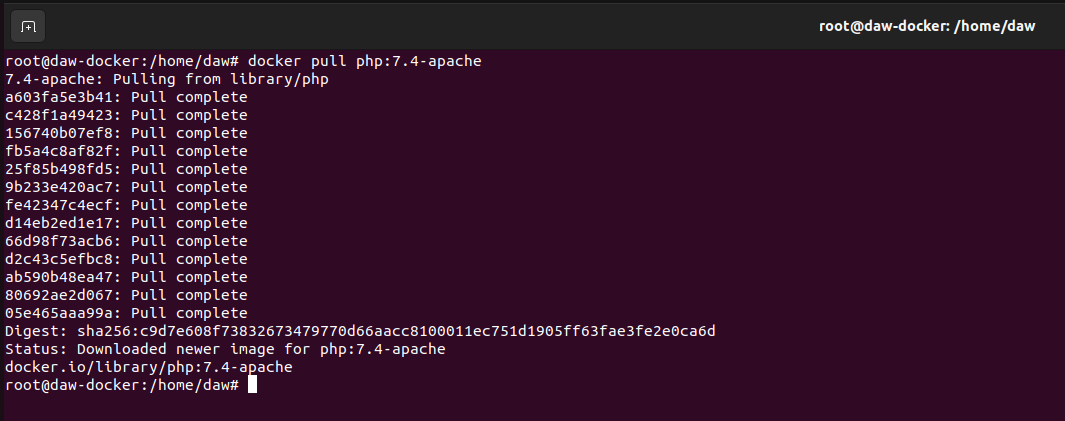 root@daw-docker: /home/daw
root@daw-docker:/home/daw# docker pull php:7.4-apache
7.4-apache: Pulling from library/php
a603fa5e3b41: Pull complete
c428f1a49423: Pull complete
156740b07ef8: Pull complete
fb5a4c8af82f: Pull complete
25f85b498fd5: Pull complete
9b233e420ac7: Pull complete
fe42347c4ecf: Pull complete
d14eb2ed1e17: Pull complete
66d98f73acb6: Pull complete
d2c43c5efbc8: Pull complete
ab590b48ea47: Pull complete
80692ae2d067: Pull complete
05e465aaa99a: Pull complete
Digest: sha256:c9d7e608f73832673479770d66aacc8100011ec751d1905ff63fae3fe2e0ca6d
Status: Downloaded newer image for php:7.4-apache
docker.io/library/php:7.4-apache
root@daw-docker:/home/daw#